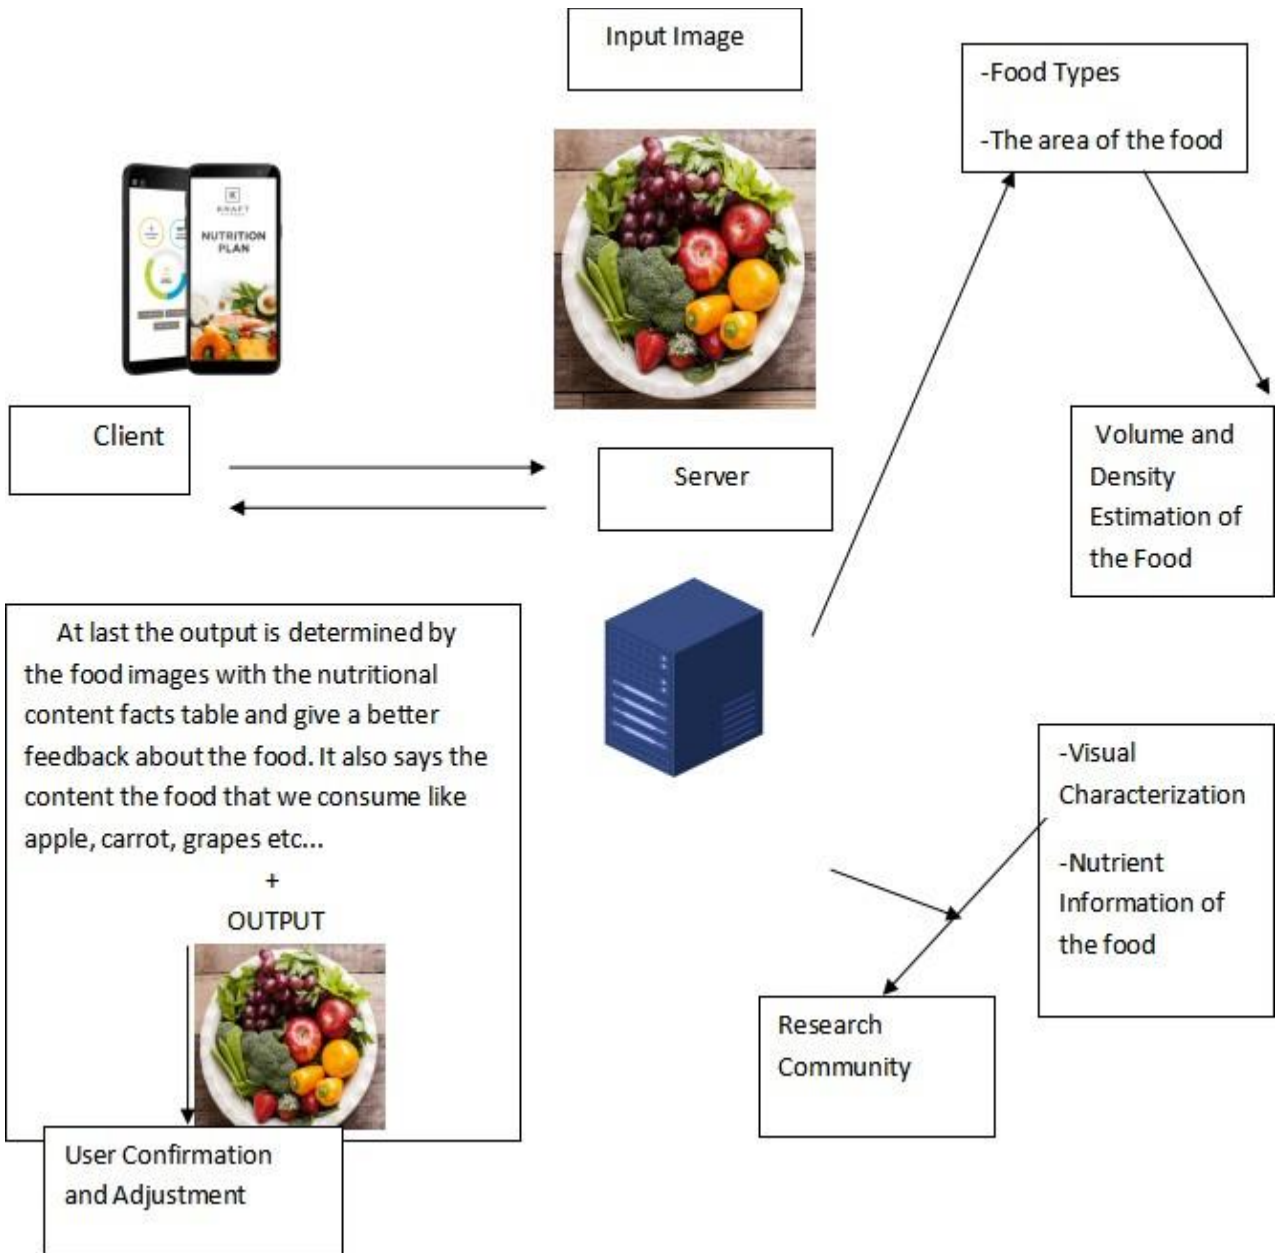 Input Image
-Food Types
-The area of the food
KRAFT
NUTRITION
PLAN
Client
Server
Volume and
Density
Estimation of
the Food
At last the output is determined by
the food images with the nutritional
content facts table and give a better
feedback about the food. It also says the
content the food that we consume like
apple, carrot, grapes etc...
+
OUTPUT
User Confirmation
and Adjustment
-Visual
Characterization
-Nutrient
Information of
the food
Research
Community